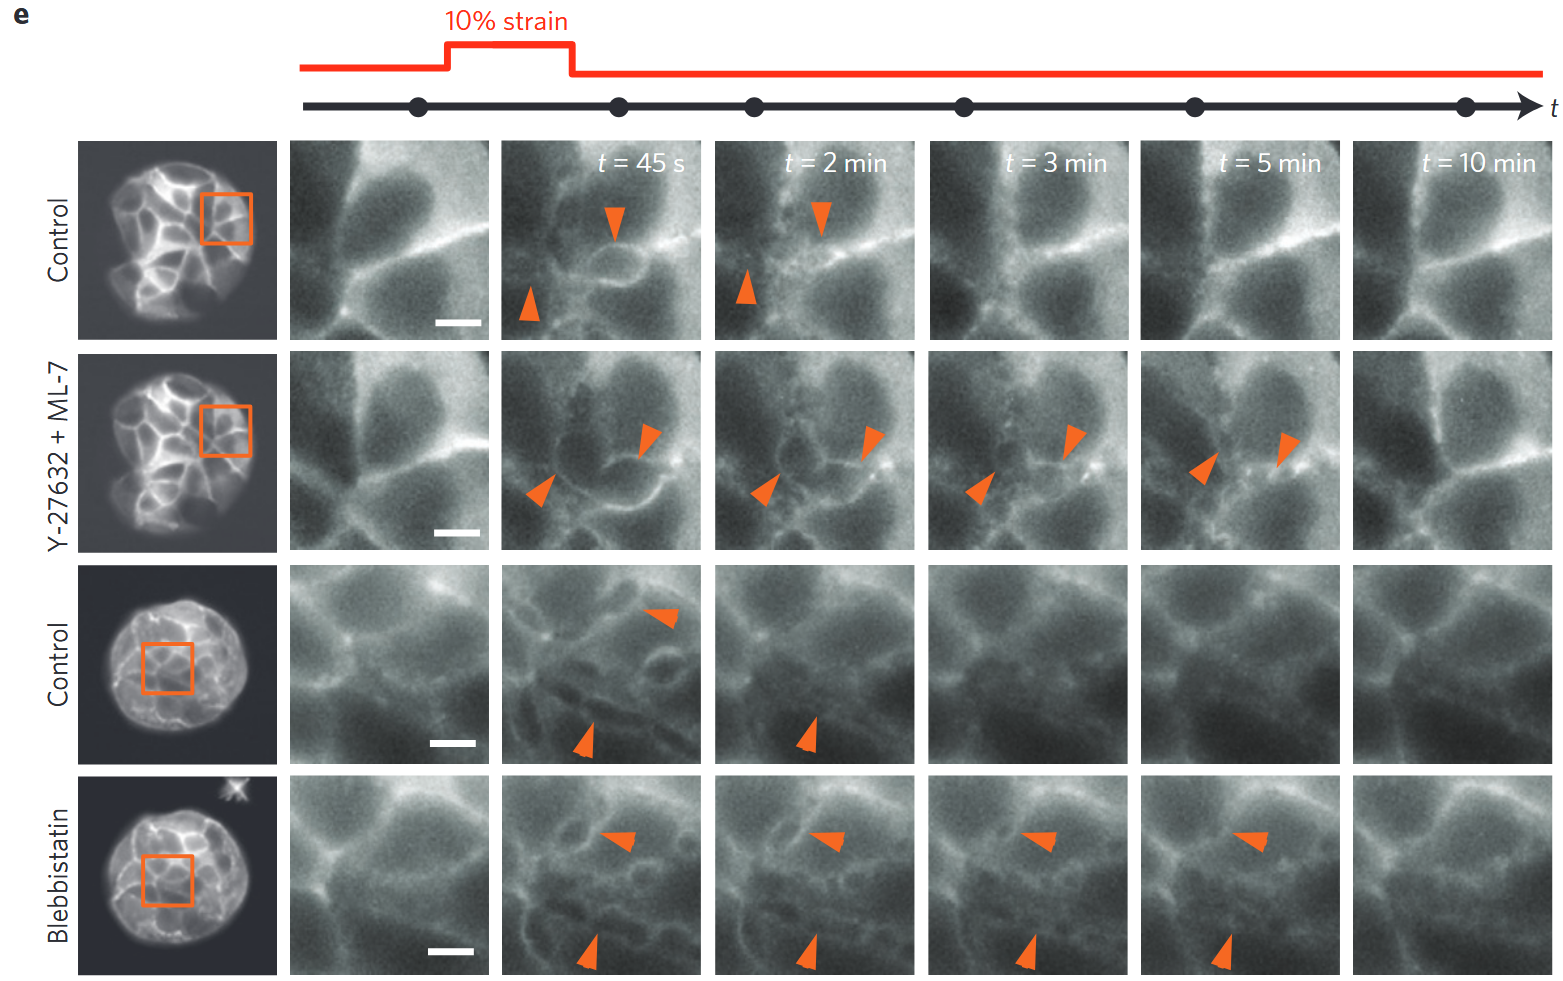 e
10% strain
t
t = 45 s
t = 2 min
t = 3 min
t = 5 min
t = 10 min
Control
Y-27632 + ML-7
Control
Blebbistatin